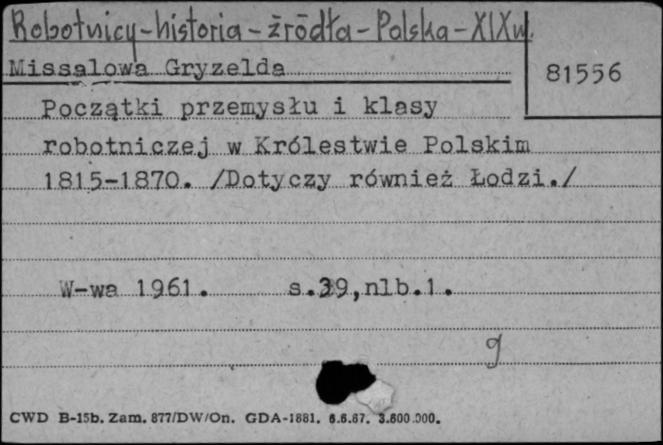 Robotnicy-historia-źródła-Polska-XIXw.
Missalowa Gryzelda
81556
Początki przemysłu i klasy
robotniczej w Królestwie Polskim
1815-1870. /Dotyczy również Łodzi./
W-wa 1961. s.39,nlb.1.
g
CWD B-15b. Zam. 877/DW/On. GDA-1881. 6.6.67. 3.600.000.